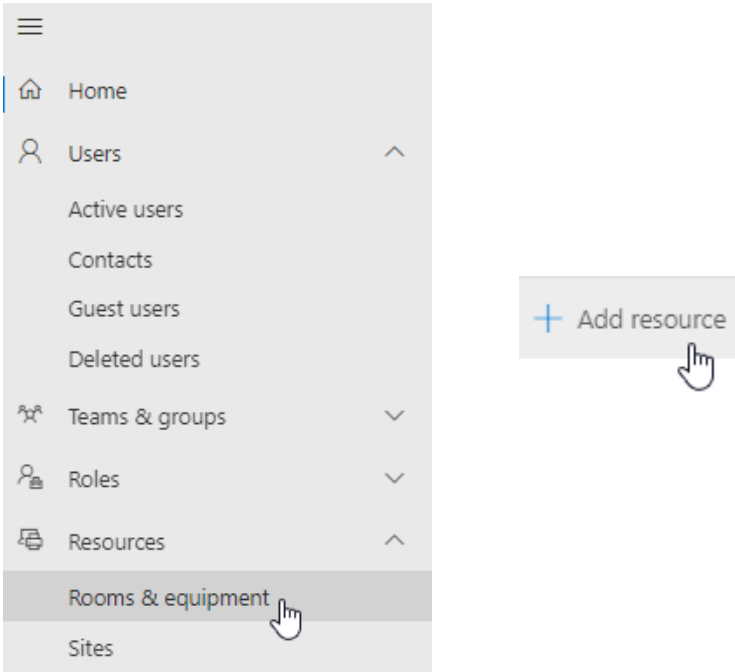 Home
Users
Active users
Contacts
Guest users
Deleted users
Teams & groups
Roles
Resources
Rooms & equipment
Sites
Add resource